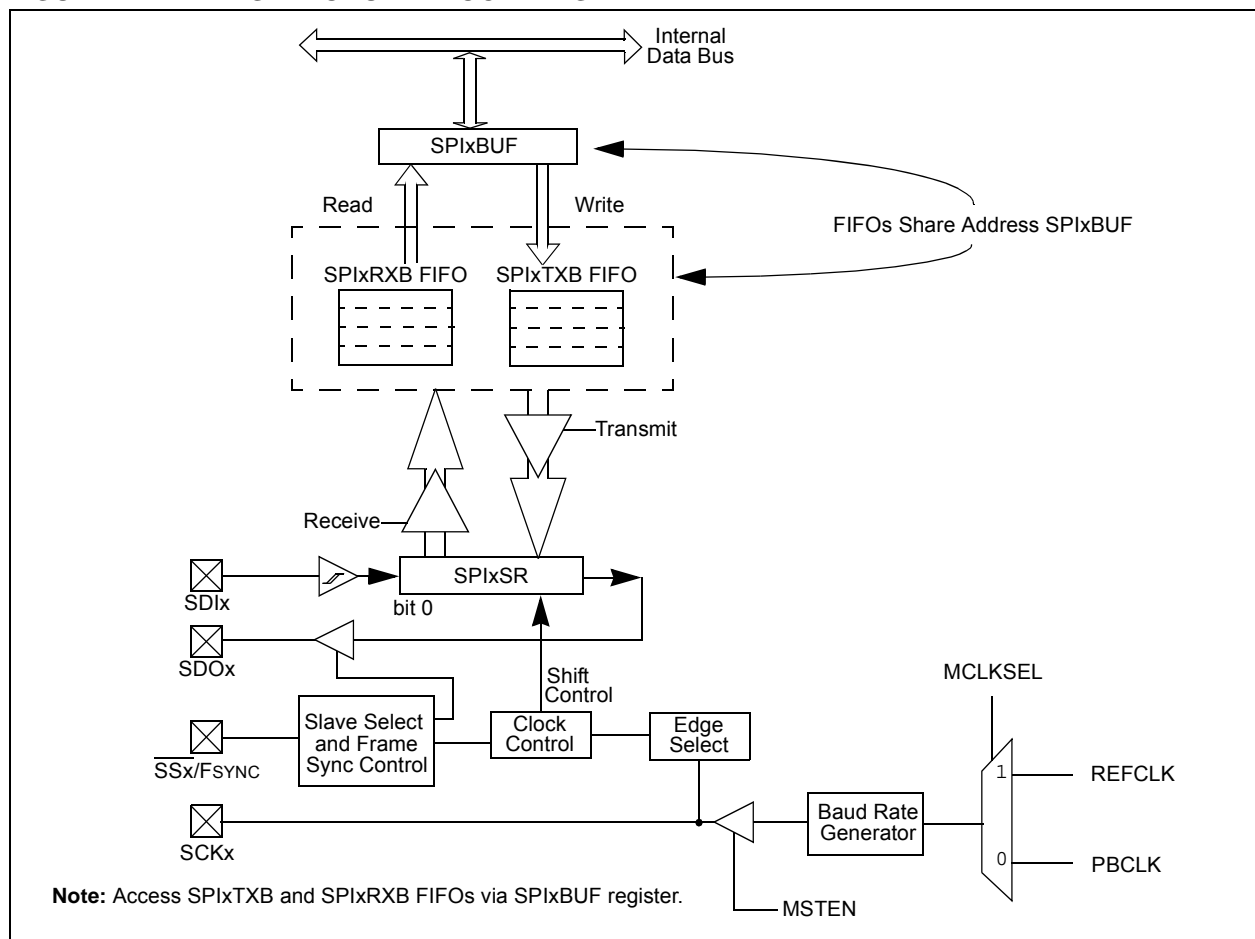 Internal
Data Bus
SPIxBUF
Read
Write
FIFOs Share Address SPIxBUF
SPIxRXB FIFO
SPIxTXB FIFO
Transmit
Receive
SPIxSR
SDIx
bit 0
SDOx
Shift
Control
MCLKSEL
Slave Select
and Frame
Sync Control
Clock
Control
Edge
Select
SSx/FSYNC
1
REFCLK
Baud Rate
Generator
SCKx
0
PBCLK
Note: Access SPIxTXB and SPIxRXB FIFOs via SPIxBUF register.
MSTEN